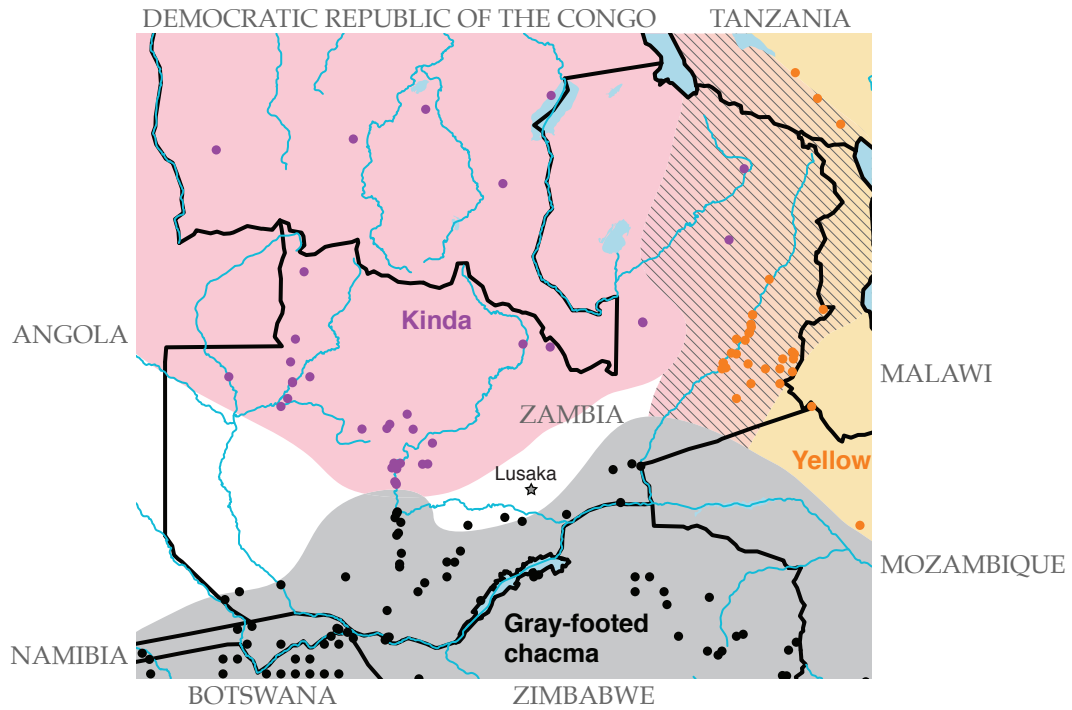 DEMOCRATIC REPUBLIC OF THE CONGO
TANZANIA
Kinda
ANGOLA
MALAWI
ZAMBIA
Yellow
Lusaka
MOZAMBIQUE
Gray-footed
chacma
NAMIBIA
BOTSWANA
ZIMBABWE